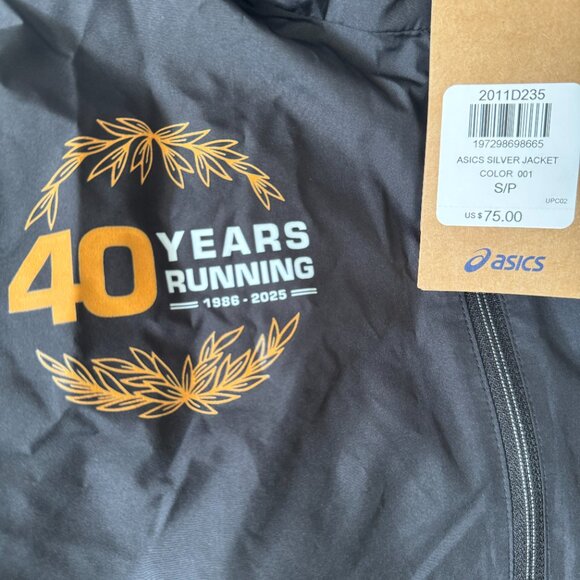 40 YEARS
RUNNING
1986 - 2025
2011D235
197298698665
ASICS SILVER JACKET
COLOR 001
S/P
UPC02
US $ 75.00
asics